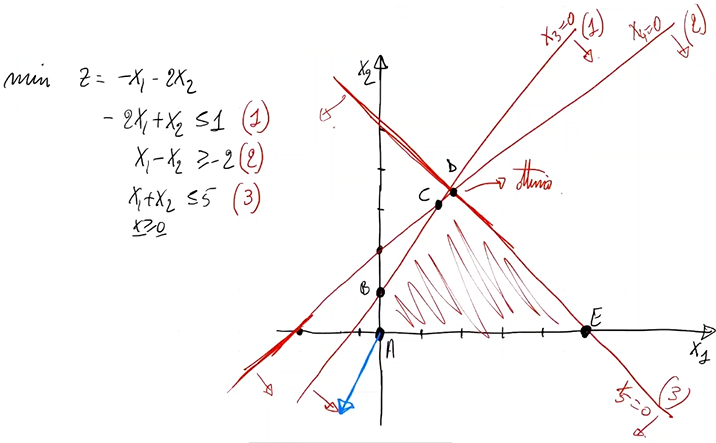 min Z = -x₁ - 2x₂
-2x₁ + x₂ ≤ 1 (1)
x₁ - x₂ ≥ -2 (2)
x₁ + x₂ ≤ 5 (3)
x ≥ 0
x₂
x₃=0 (1)
x₄=0 (2)
D
C
ottimo
B
A
E
x₁
x₅=0 (3)